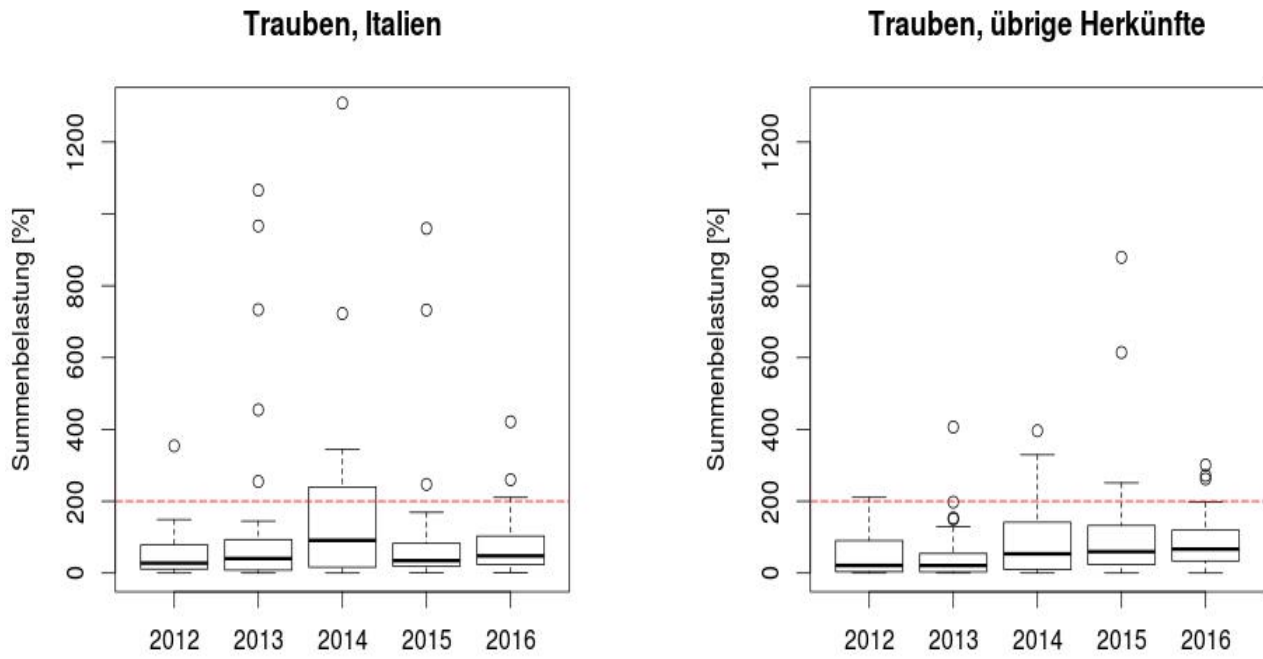 Trauben, Italien
Summenbelastung [%]
1200
800
600
400
200
0
2012 2013 2014 2015 2016
Trauben, übrige Herkünfte
Summenbelastung [%]
1200
800
600
400
200
0
2012 2013 2014 2015 2016